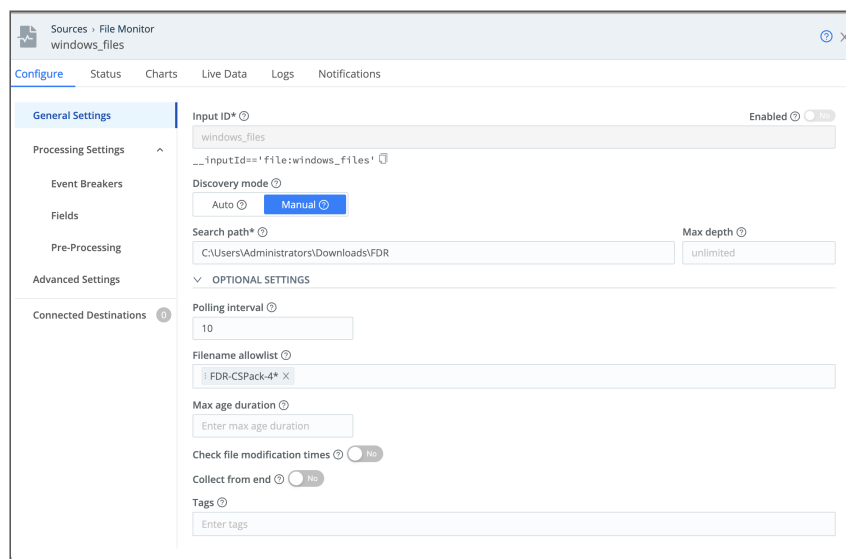 Sources › File Monitor
windows_files
Configure Status Charts Live Data Logs Notifications
General Settings
Processing Settings
Event Breakers
Fields
Pre-Processing
Advanced Settings
Connected Destinations 0
Input ID* Enabled No
windows_files
__inputId=='file:windows_files'
Discovery mode
Auto Manual
Search path* Max depth
C:\Users\Administrators\Downloads\FDR unlimited
OPTIONAL SETTINGS
Polling interval
10
Filename allowlist
FDR-CSPack-4*
Max age duration
Enter max age duration
Check file modification times No
Collect from end No
Tags
Enter tags